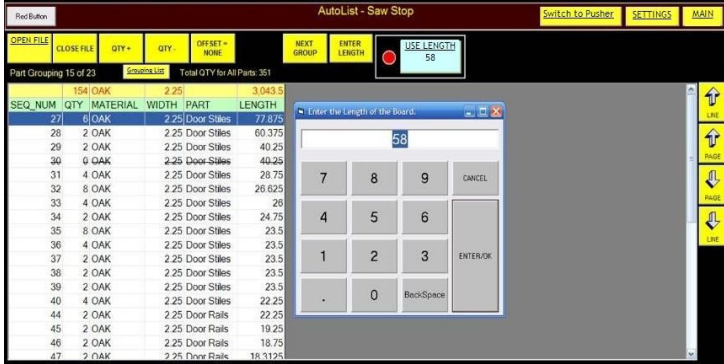 Red Button
AutoList - Saw Stop
Switch to Pusher
SETTINGS
MAIN
OPEN FILE
CLOSE FILE
QTY +
QTY -
OFFSET = NONE
NEXT GROUP
ENTER LENGTH
USE LENGTH
58
Part Grouping 15 of 23
Grouping List
Total QTY for All Parts: 351
154 OAK 2.25 3,043.5
SEQ_NUM QTY MATERIAL WIDTH PART LENGTH
27 6 OAK 2.25 Door Stiles 77.875
28 2 OAK 2.25 Door Stiles 60.375
29 2 OAK 2.25 Door Stiles 40.25
30 0 OAK 2.25 Door Stiles 40.25
31 4 OAK 2.25 Door Stiles 28.75
32 8 OAK 2.25 Door Stiles 26.625
33 4 OAK 2.25 Door Stiles 26
34 2 OAK 2.25 Door Stiles 24.75
35 8 OAK 2.25 Door Stiles 23.5
36 4 OAK 2.25 Door Stiles 23.5
37 2 OAK 2.25 Door Stiles 23.5
38 2 OAK 2.25 Door Stiles 23.5
39 2 OAK 2.25 Door Stiles 23.5
40 4 OAK 2.25 Door Stiles 22.25
44 2 OAK 2.25 Door Rails 22.25
45 2 OAK 2.25 Door Rails 19.25
46 2 OAK 2.25 Door Rails 18.75
47 2 OAK 2.25 Door Rails 18.3125
Enter the Length of the Board.
58
7 8 9 CANCEL
4 5 6
1 2 3 ENTER/OK
. 0 BackSpace
LINE
PAGE
PAGE
LINE